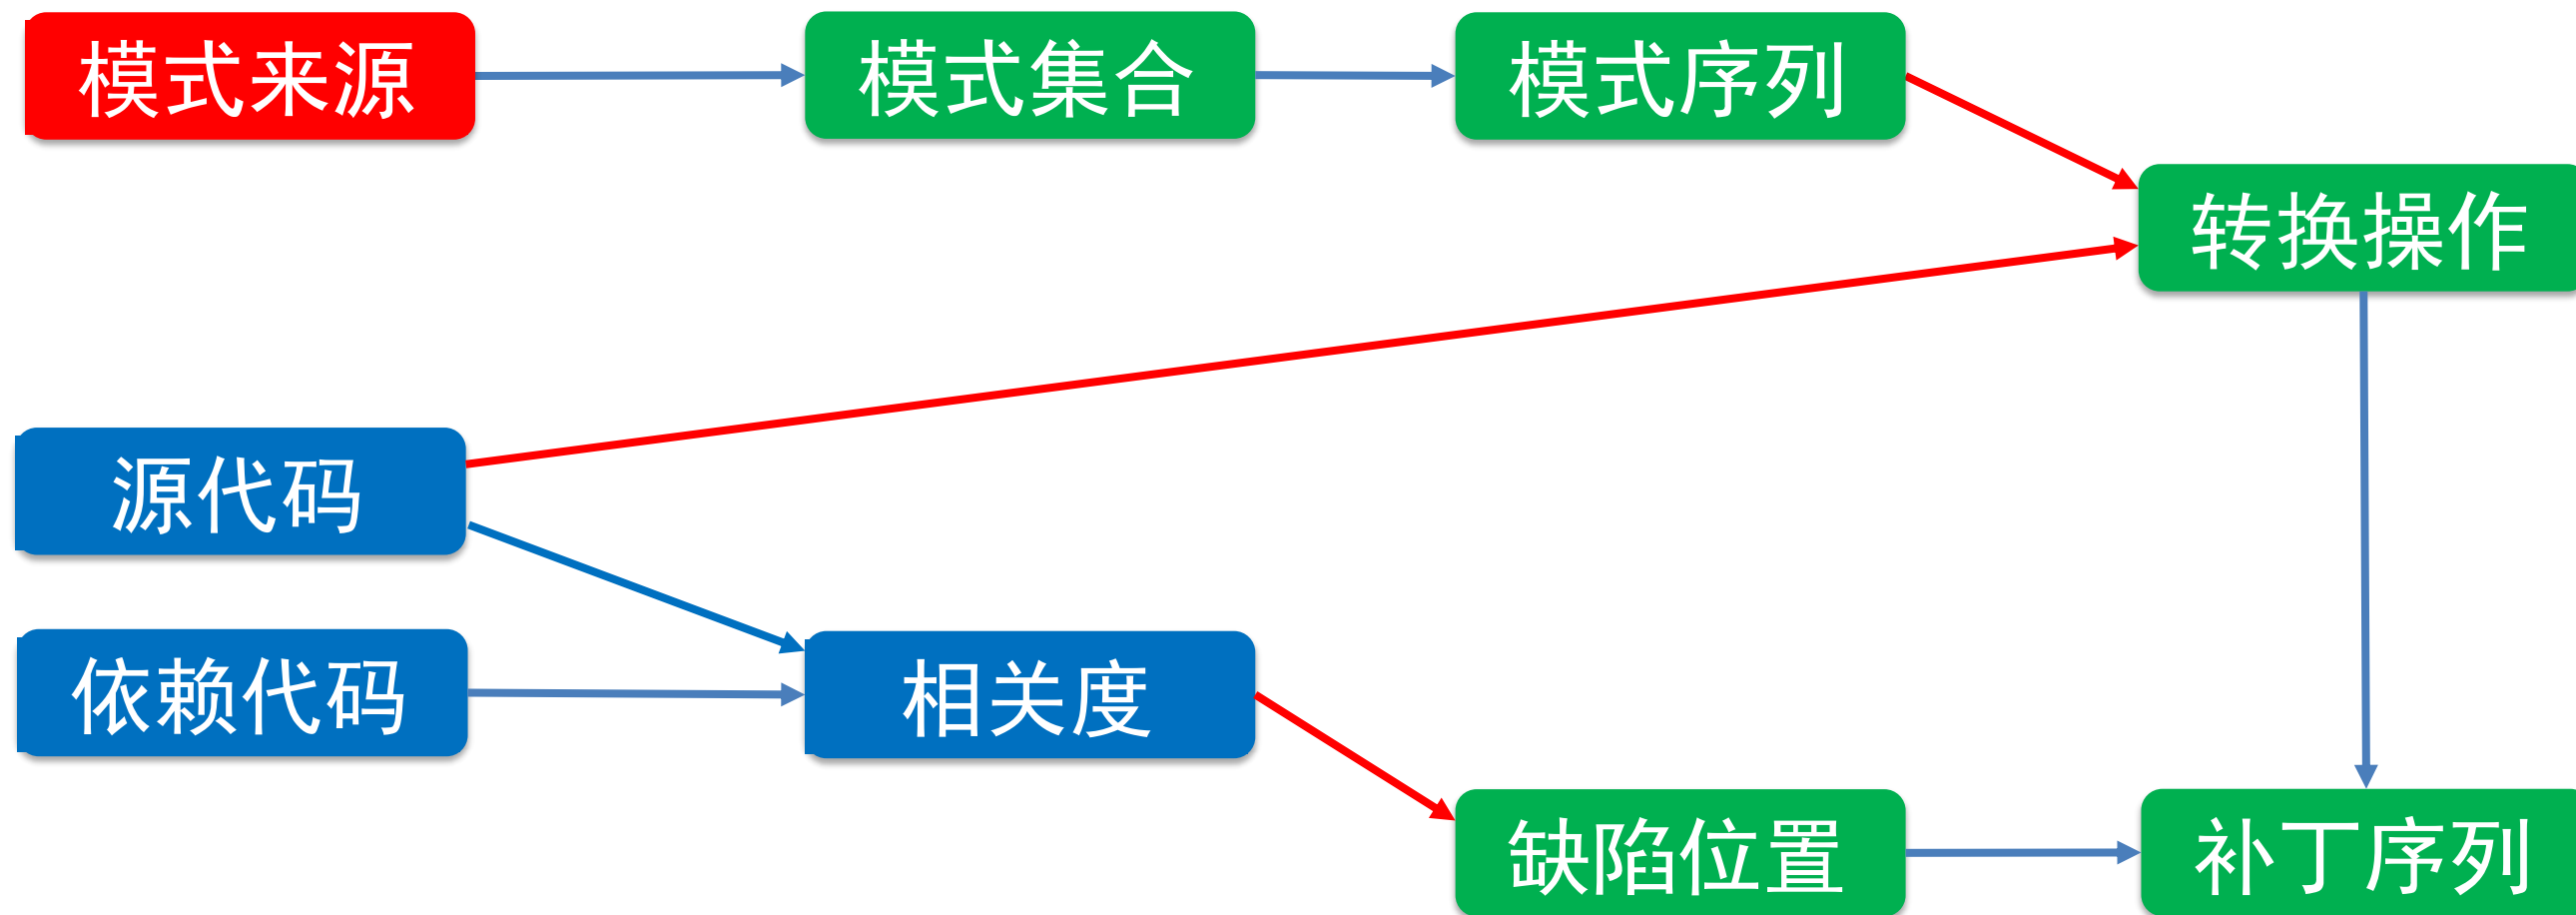 模式来源
模式集合
模式序列
转换操作
源代码
依赖代码
相关度
缺陷位置
补丁序列